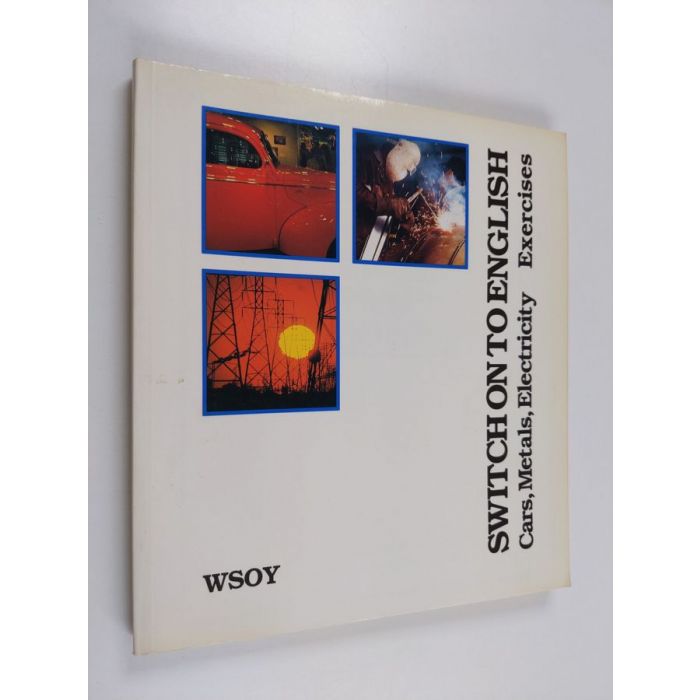 SWITCH ON TO ENGLISH
Cars, Metals, Electricity Exercises
WSOY